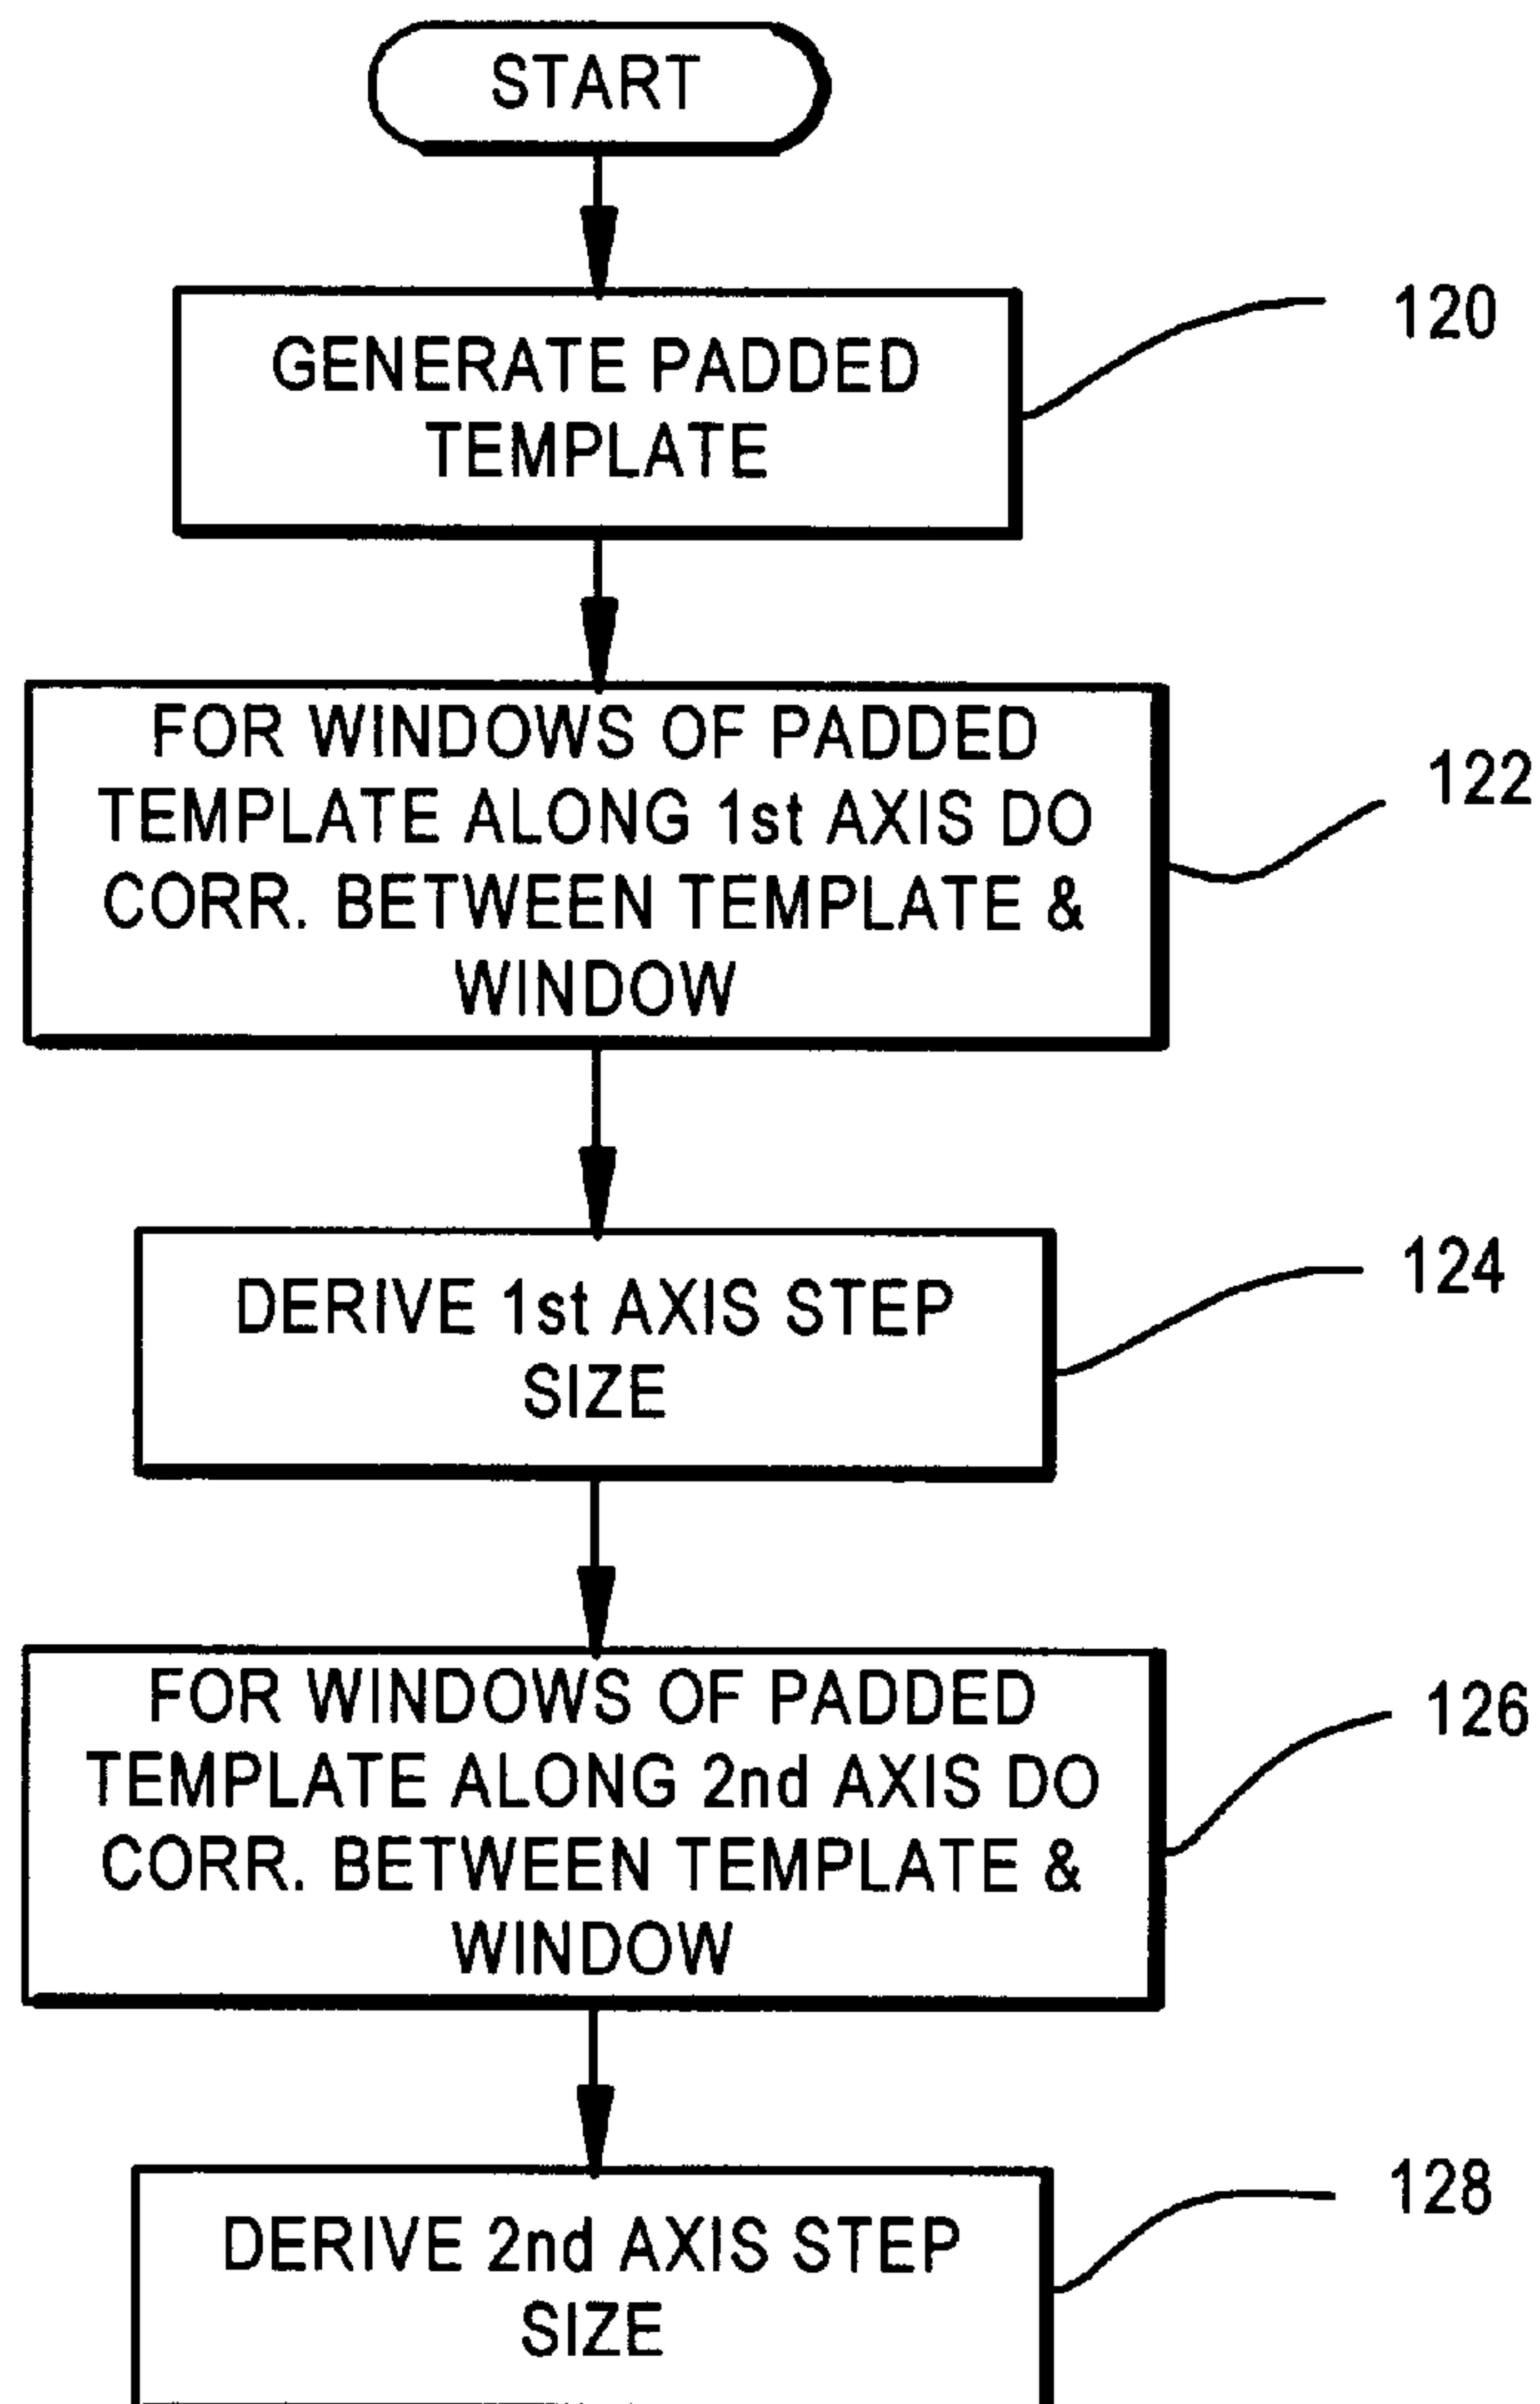 START
GENERATE PADDED
TEMPLATE
120
FOR WINDOWS OF PADDED
TEMPLATE ALONG 1st AXIS DO
CORR. BETWEEN TEMPLATE &
WINDOW
122
DERIVE 1st AXIS STEP
SIZE
124
FOR WINDOWS OF PADDED
TEMPLATE ALONG 2nd AXIS DO
CORR. BETWEEN TEMPLATE &
WINDOW
126
DERIVE 2nd AXIS STEP
SIZE
128